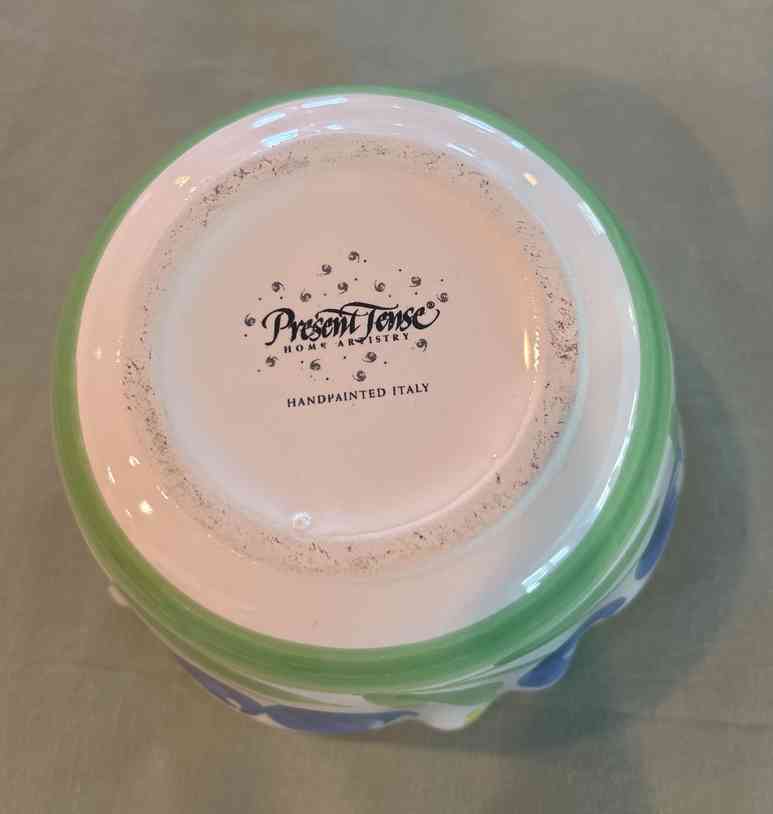 Present Tense®
HOME ARTISTRY
HANDPAINTED ITALY